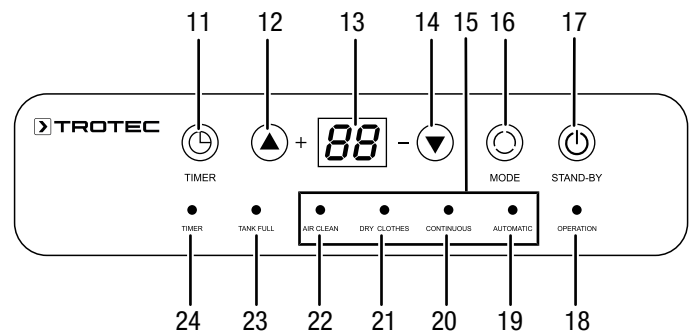 11 12 13 14 15 16 17
TROTEC
88
+ -
TIMER MODE STAND-BY
TIMER TANK FULL AIR CLEAN DRY CLOTHES CONTINUOUS AUTOMATIC OPERATION
24 23 22 21 20 19 18